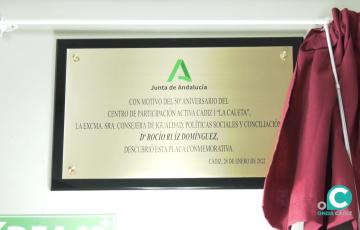 Junta de Andalucía
CON MOTIVO DEL 50º ANIVERSARIO DEL
CENTRO DE PARTICIPACIÓN ACTIVA CÁDIZ I "LA CALETA",
LA EXCMA. SRA. CONSEJERA DE IGUALDAD, POLÍTICAS SOCIALES Y CONCILIACIÓN
Dª ROCÍO RUÍZ DOMÍNGUEZ,
DESCUBRIÓ ESTA PLACA CONMEMORATIVA.
CÁDIZ, 28 DE ENERO DE 2022
ONDA CÁDIZ